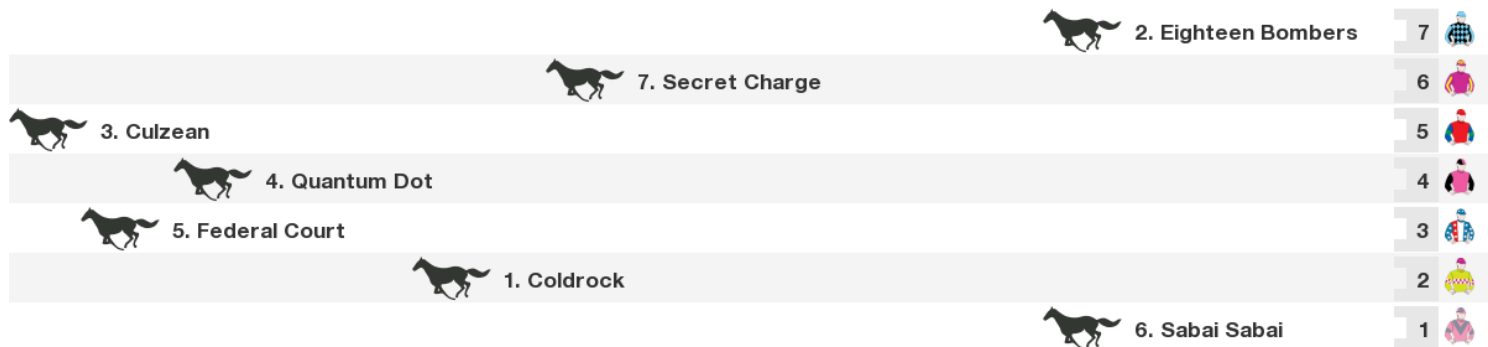 2. Eighteen Bombers 7
7. Secret Charge 6
3. Culzean 5
4. Quantum Dot 4
5. Federal Court 3
1. Coldrock 2
6. Sabai Sabai 1